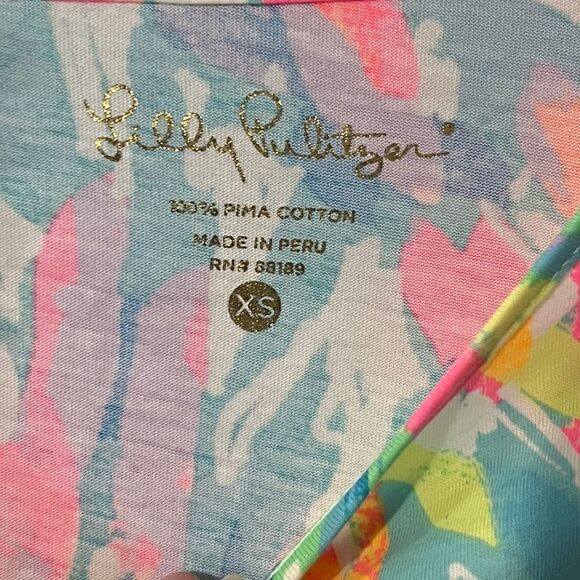 Lilly Pulitzer®
100% PIMA COTTON
MADE IN PERU
RN# 88189
XS